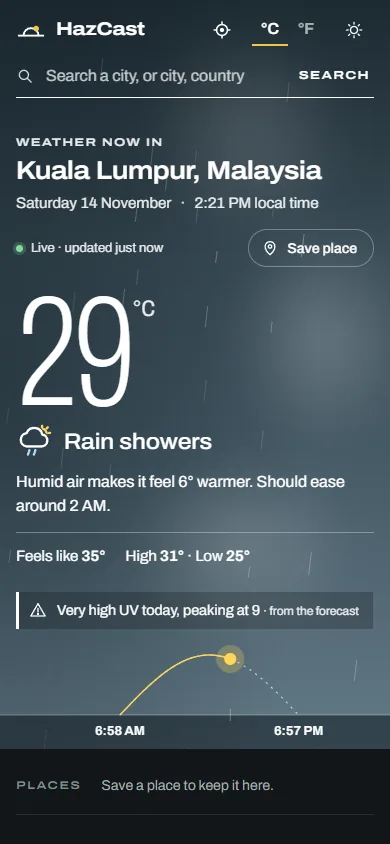 HazCast
°C °F
Search a city, or city, country SEARCH
WEATHER NOW IN
Kuala Lumpur, Malaysia
Saturday 14 November · 2:21 PM local time
Live · updated just now
Save place
29 °C
Rain showers
Humid air makes it feel 6° warmer. Should ease
around 2 AM.
Feels like 35° High 31° · Low 25°
Very high UV today, peaking at 9 · from the forecast
6:58 AM 6:57 PM
PLACES Save a place to keep it here.